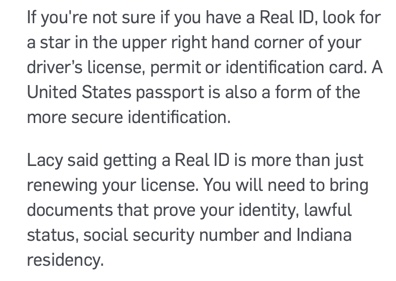 If you're not sure if you have a Real ID, look for
a star in the upper right hand corner of your
driver's license, permit or identification card. A
United States passport is also a form of the
more secure identification.
Lacy said getting a Real ID is more than just
renewing your license. You will need to bring
documents that prove your identity, lawful
status, social security number and Indiana
residency.